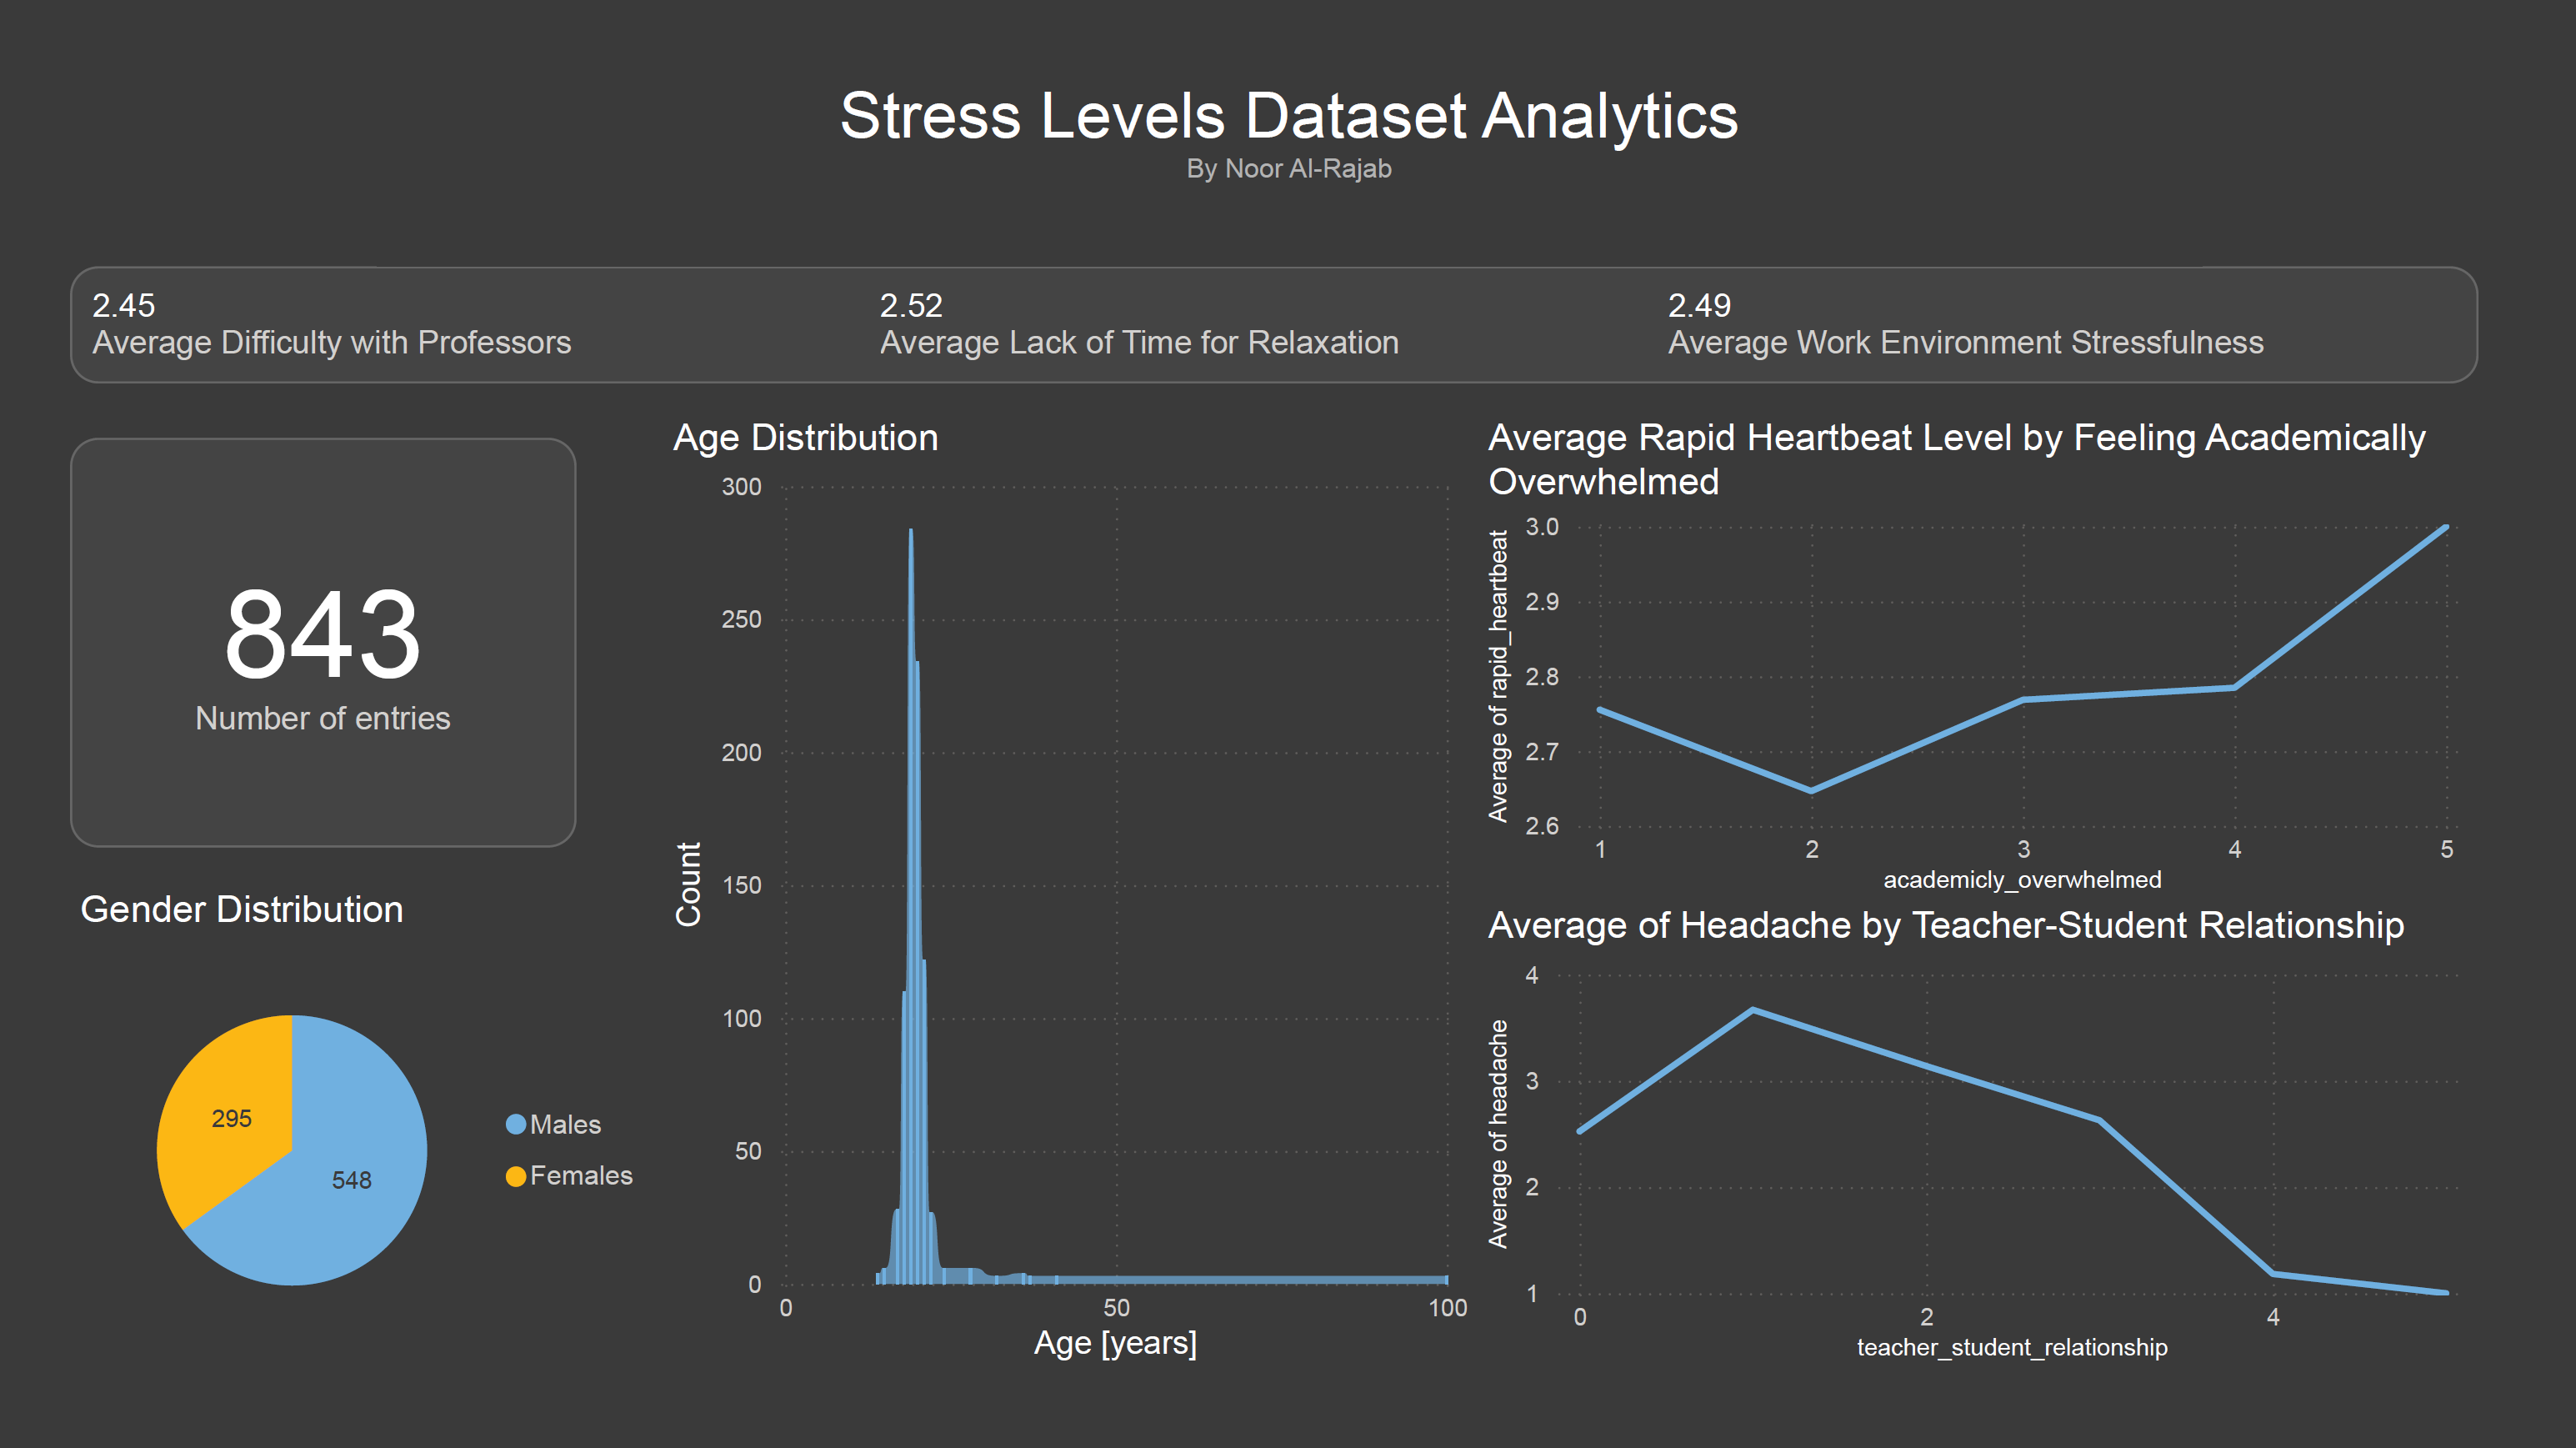 Stress Levels Dataset Analytics
By Noor Al-Rajab
2.45
Average Difficulty with Professors
2.52
Average Lack of Time for Relaxation
2.49
Average Work Environment Stressfulness
843
Number of entries
Gender Distribution
295
548
Males
Females
Age Distribution
Count
300
250
200
150
100
50
0
0
50
100
Age [years]
Average Rapid Heartbeat Level by Feeling Academically
Overwhelmed
Average of rapid_heartbeat
3.0
2.9
2.8
2.7
2.6
1
2
3
4
5
academicly_overwhelmed
Average of Headache by Teacher-Student Relationship
Average of headache
4
3
2
1
0
2
4
teacher_student_relationship